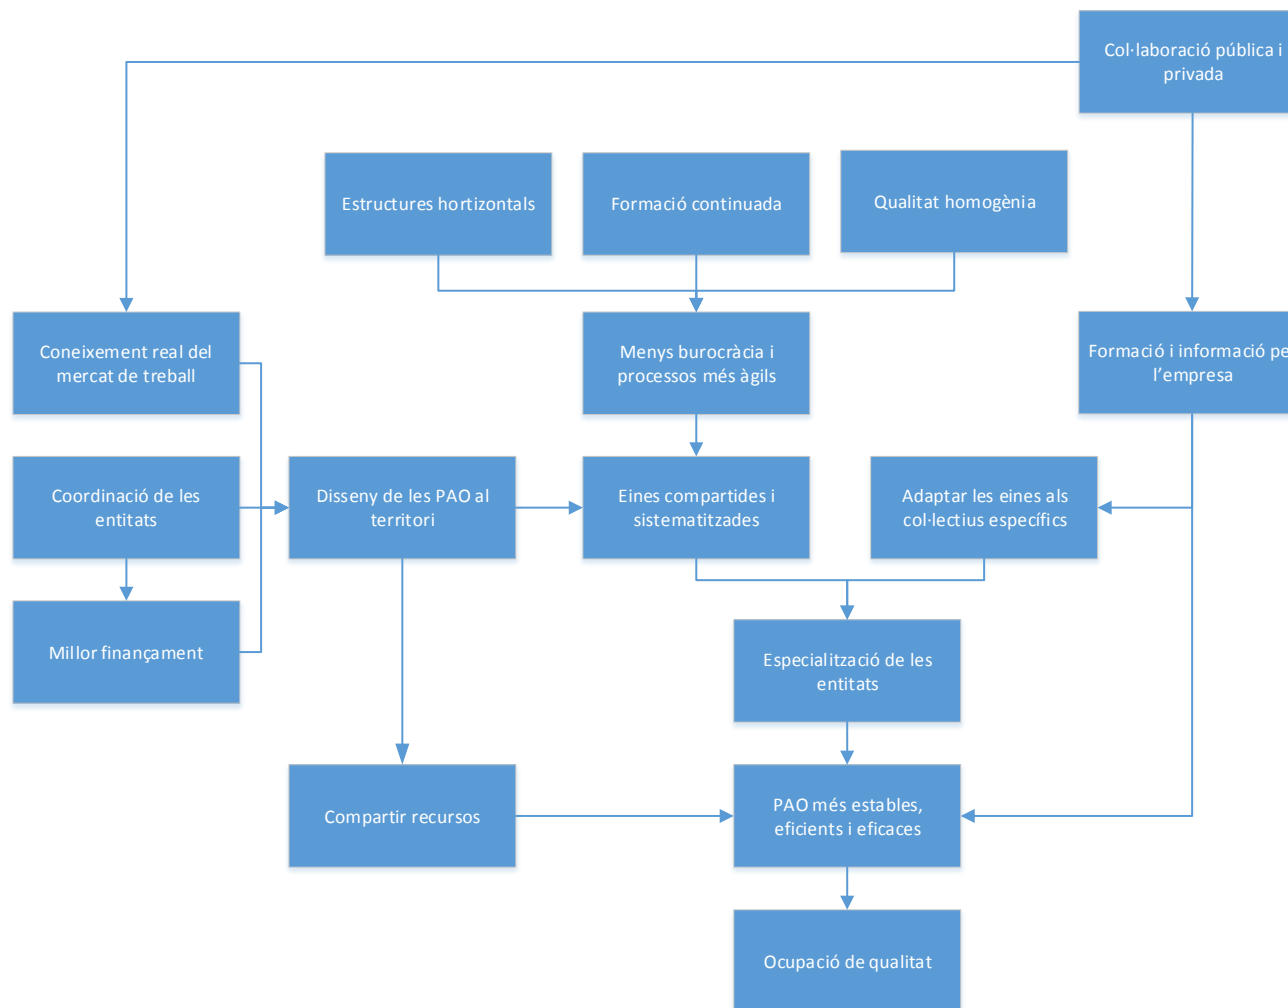 Col·laboració pública i
privada
Estructures hortizontals
Formació continuada
Qualitat homogènia
Coneixement real del
mercat de treball
Menys burocràcia i
processos més àgils
Formació i informació pe
l’empresa
Coordinació de les
entitats
Disseny de les PAO al
territori
Eines compartides i
sistematitzades
Adaptar les eines als
col·lectius específics
Millor finançament
Especialització de les
entitats
Compartir recursos
PAO més estables,
eficients i eficaces
Ocupació de qualitat